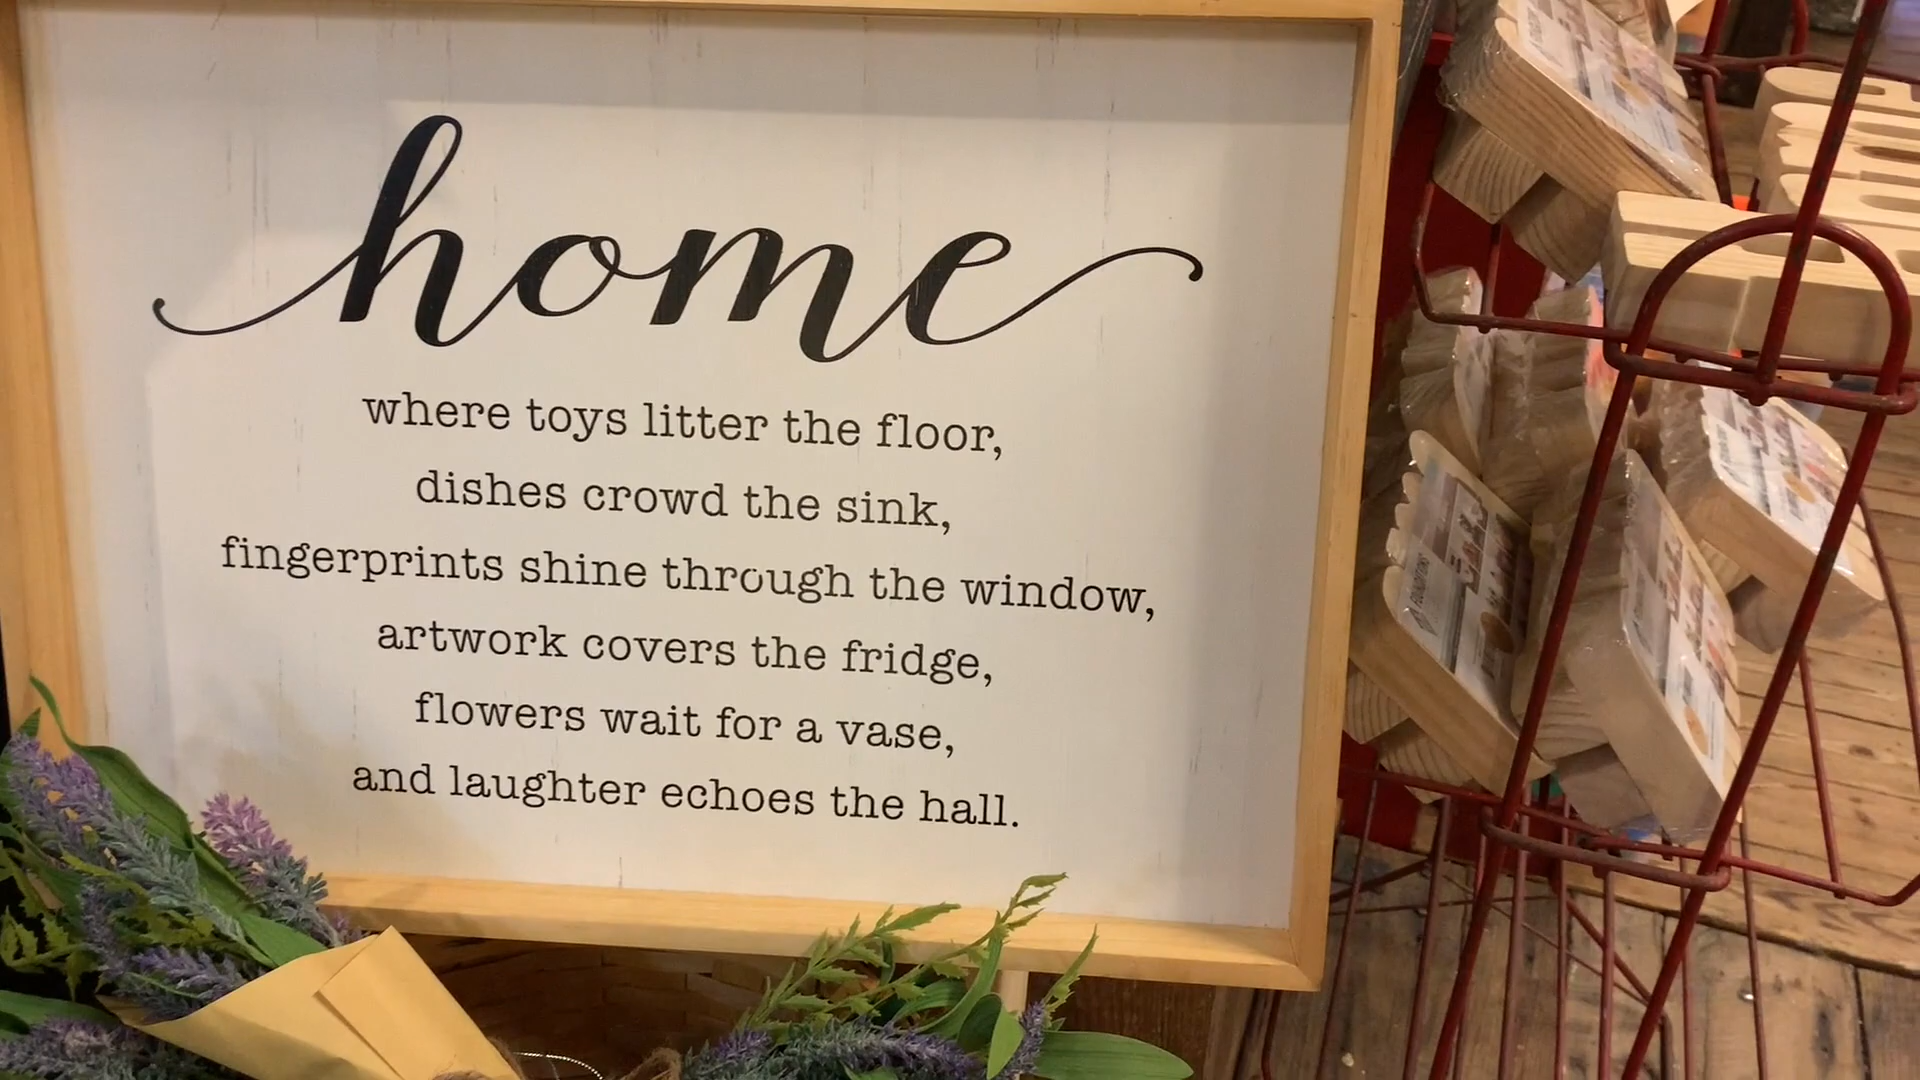 home
where toys litter the floor,
dishes crowd the sink,
fingerprints shine through the window,
artwork covers the fridge,
flowers wait for a vase,
and laughter echoes the hall.